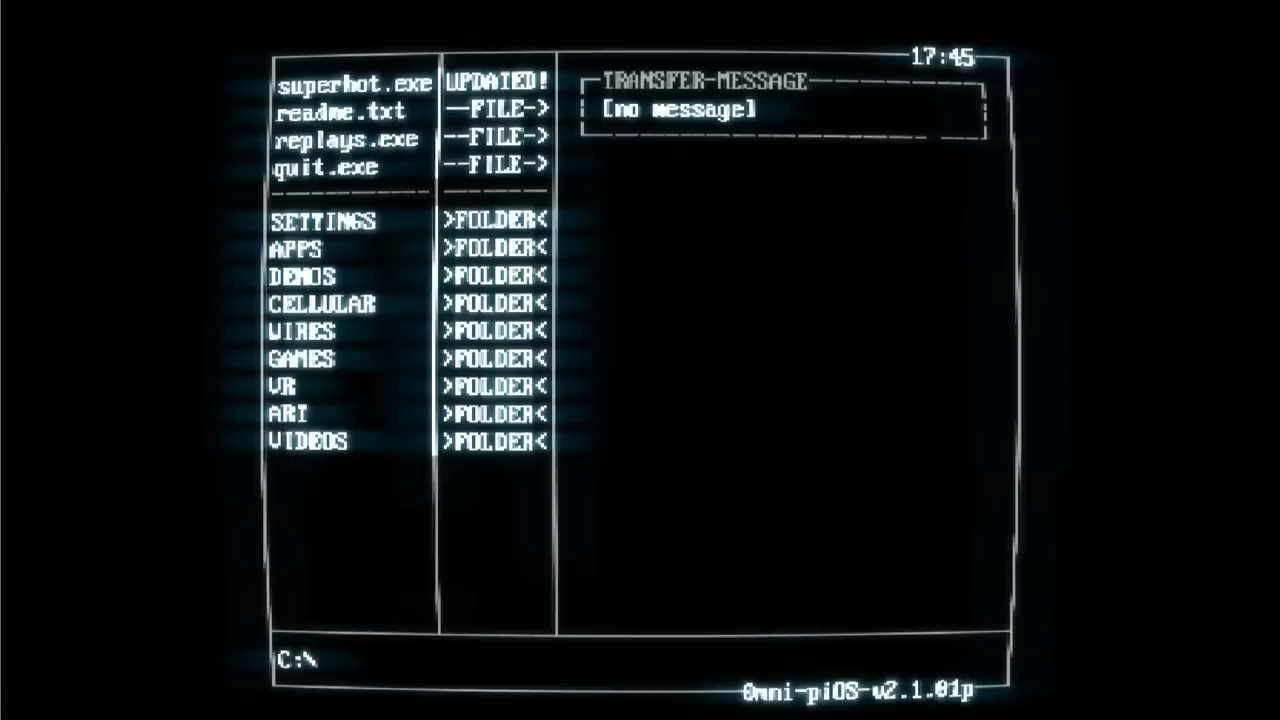 17:45
superhot.exe UPDATED! TRANSFER-MESSAGE
readme.txt --FILE-> [no message]
replays.exe --FILE->
quit.exe --FILE->
SETTINGS >FOLDER<
APPS >FOLDER<
DEMOS >FOLDER<
CELLULAR >FOLDER<
WIRES >FOLDER<
GAMES >FOLDER<
VR >FOLDER<
ART >FOLDER<
VIDEOS >FOLDER<
C:\
Omni-piOS-v2.1.01p